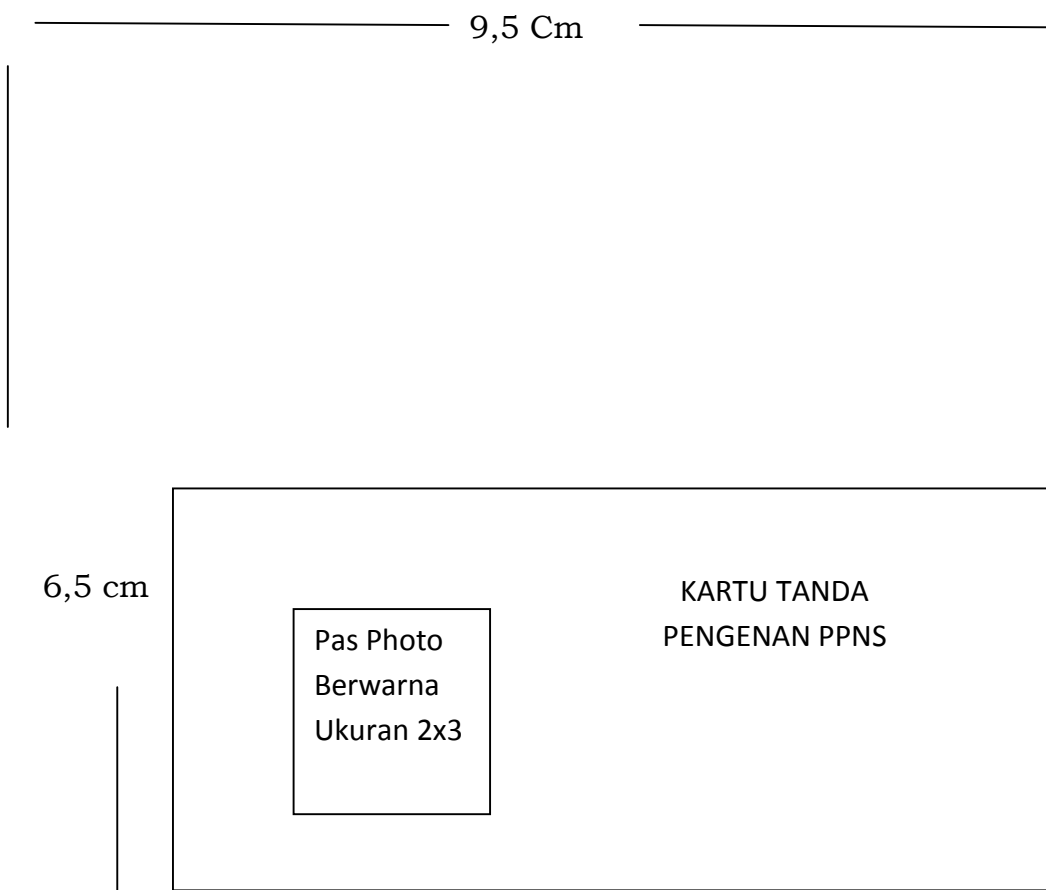 9,5 Cm
6,5 cm
KARTU TANDA
PENGENAN PPNS
Pas Photo
Berwarna
Ukuran 2x3